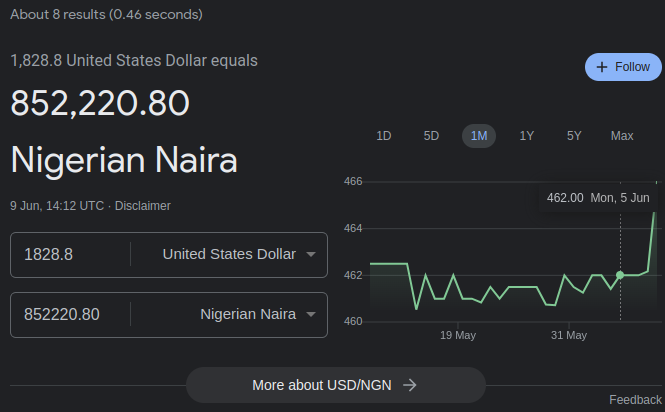 About 8 results (0.46 seconds)
1,828.8 United States Dollar equals
+ Follow
852,220.80
Nigerian Naira
9 Jun, 14:12 UTC · Disclaimer
1828.8 United States Dollar
852220.80 Nigerian Naira
1D 5D 1M 1Y 5Y Max
466
462.00 Mon, 5 Jun
464
462
460
19 May 31 May
More about USD/NGN →
Feedback